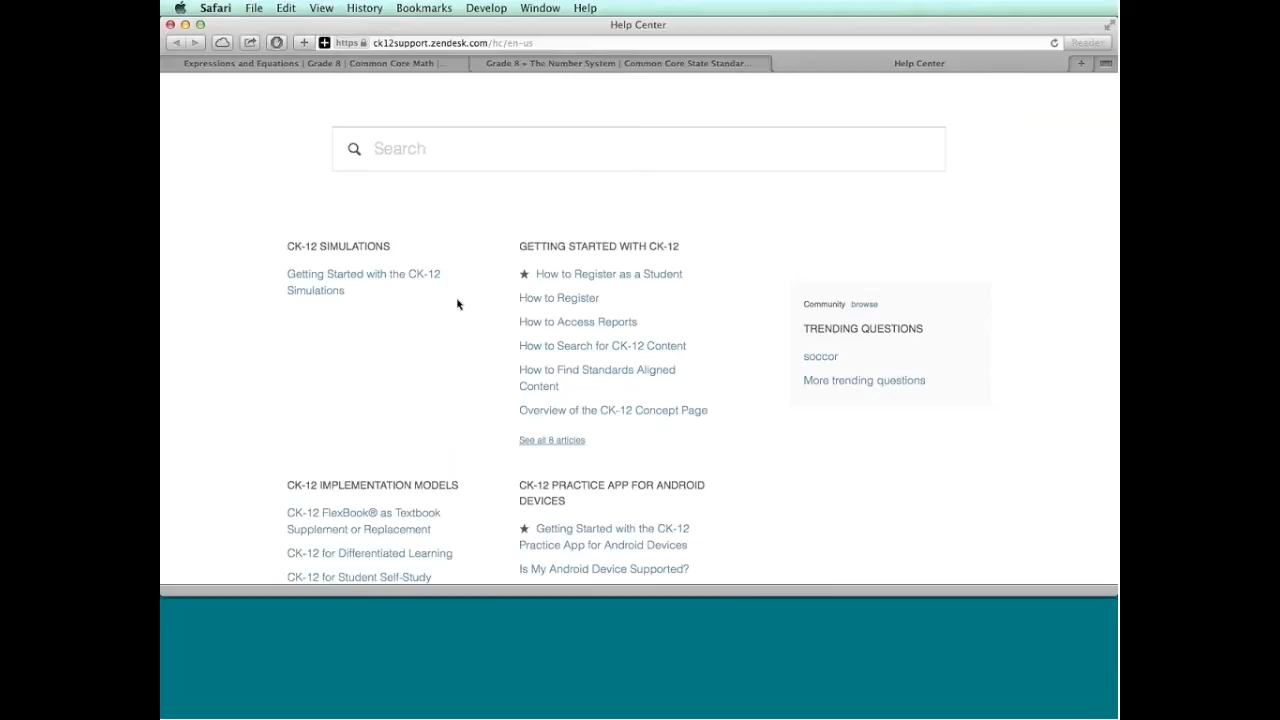 Safari File Edit View History Bookmarks Develop Window Help
Help Center
https ck12support.zendesk.com/hc/en-us Reader
Expressions and Equations | Grade 8 | Common Core Math |... Grade 8 » The Number System | Common Core State Standar... Help Center
Search
CK-12 SIMULATIONS
Getting Started with the CK-12
Simulations
GETTING STARTED WITH CK-12
★ How to Register as a Student
How to Register
How to Access Reports
How to Search for CK-12 Content
How to Find Standards Aligned
Content
Overview of the CK-12 Concept Page
See all 8 articles
Community browse
TRENDING QUESTIONS
soccor
More trending questions
CK-12 IMPLEMENTATION MODELS
CK-12 FlexBook® as Textbook
Supplement or Replacement
CK-12 for Differentiated Learning
CK-12 for Student Self-Study
CK-12 PRACTICE APP FOR ANDROID
DEVICES
★ Getting Started with the CK-12
Practice App for Android Devices
Is My Android Device Supported?